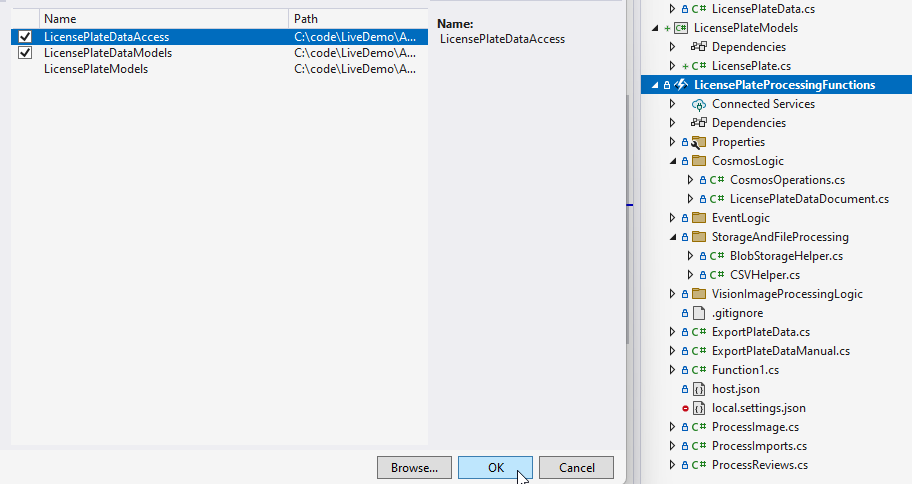 Name Path
LicensePlateDataAccess C:\code\LiveDemo\A...
LicensePlateDataModels C:\code\LiveDemo\A...
LicensePlateModels C:\code\LiveDemo\A...
Name:
LicensePlateDataAccess
Browse...
OK
Cancel
C# LicensePlateData.cs
C# LicensePlateModels
Dependencies
C# LicensePlate.cs
LicensePlateProcessingFunctions
Connected Services
Dependencies
Properties
CosmosLogic
C# CosmosOperations.cs
C# LicensePlateDataDocument.cs
EventLogic
StorageAndFileProcessing
C# BlobStorageHelper.cs
C# CSVHelper.cs
VisionImageProcessingLogic
.gitignore
C# ExportPlateData.cs
C# ExportPlateDataManual.cs
C# Function1.cs
host.json
local.settings.json
C# ProcessImage.cs
C# ProcessImports.cs
C# ProcessReviews.cs